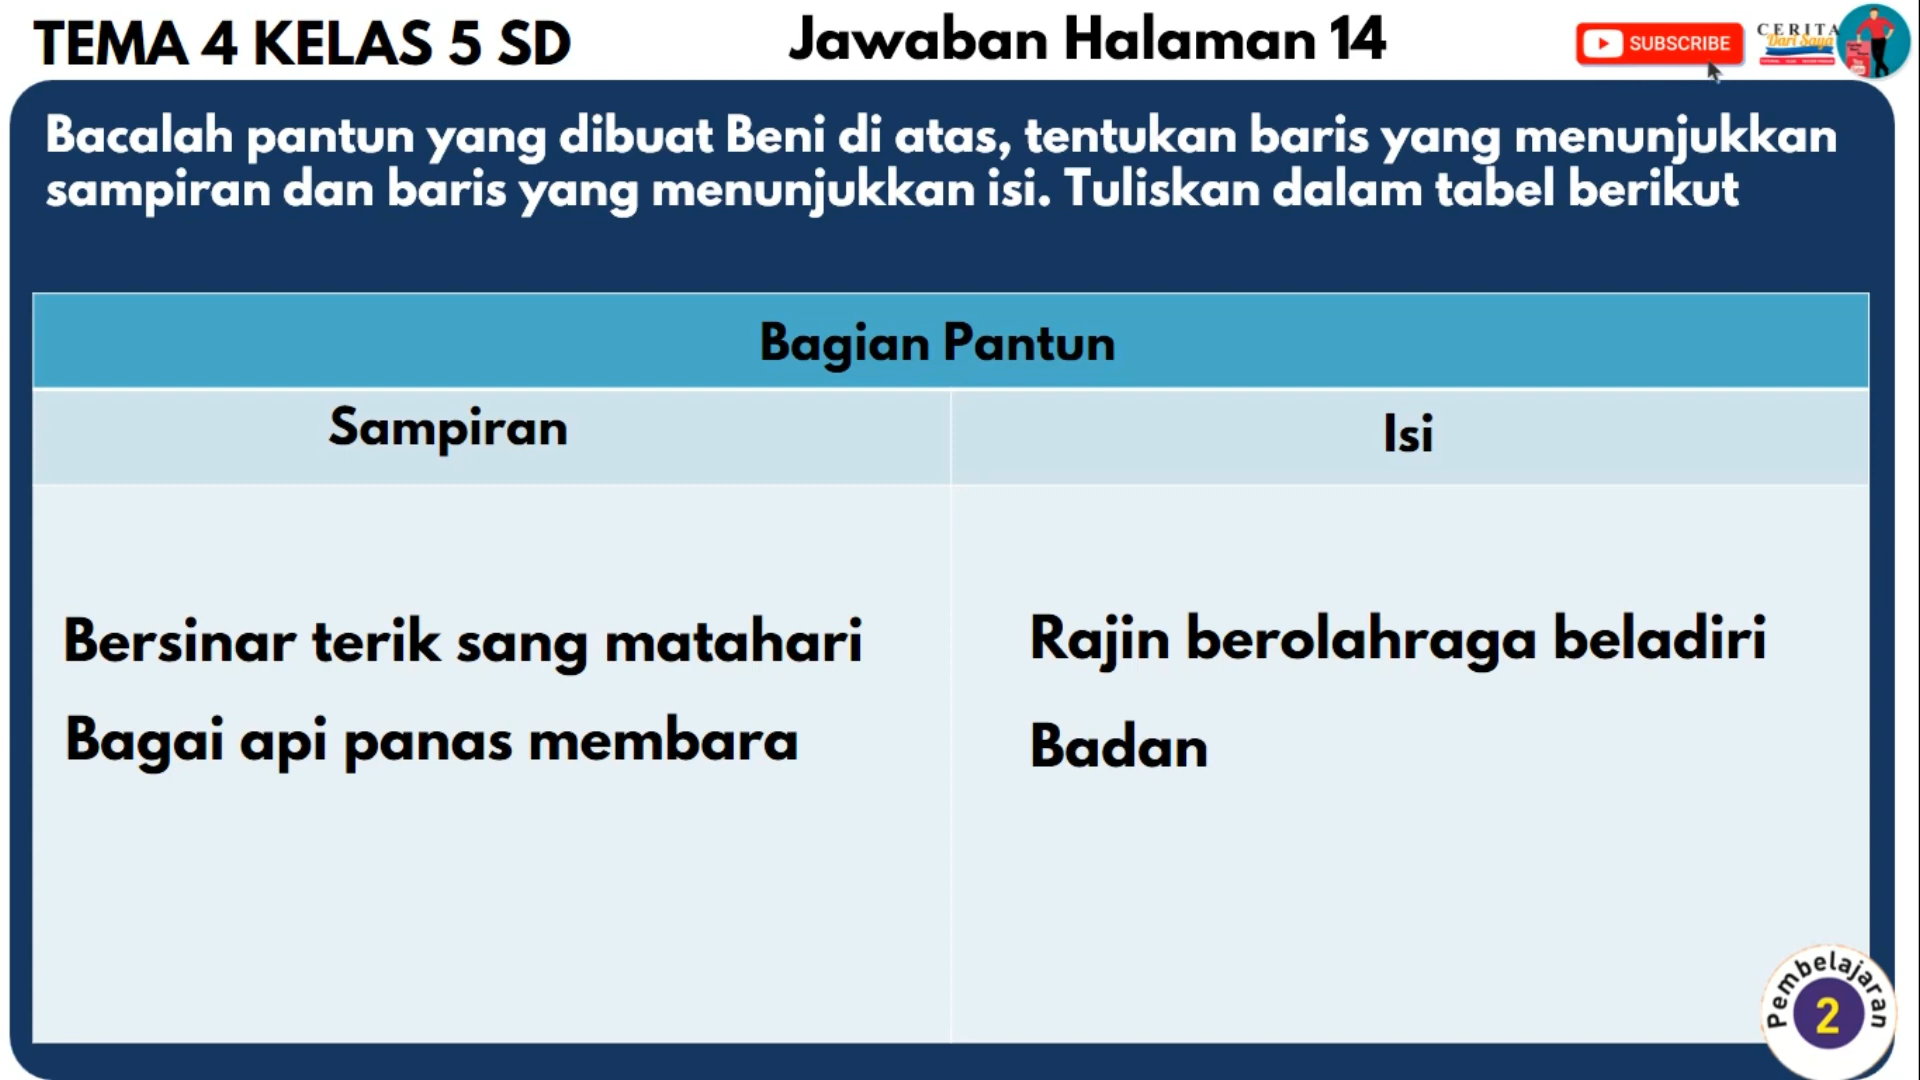 TEMA 4 KELAS 5 SD
Jawaban Halaman 14
SUBSCRIBE
CERITA
Dari Saya
Bacalah pantun yang dibuat Beni di atas, tentukan baris yang menunjukkan
sampiran dan baris yang menunjukkan isi. Tuliskan dalam tabel berikut
Bagian Pantun
Sampiran
Isi
Bersinar terik sang matahari
Rajin berolahraga beladiri
Bagai api panas membara
Badan
Pembelajaran
2